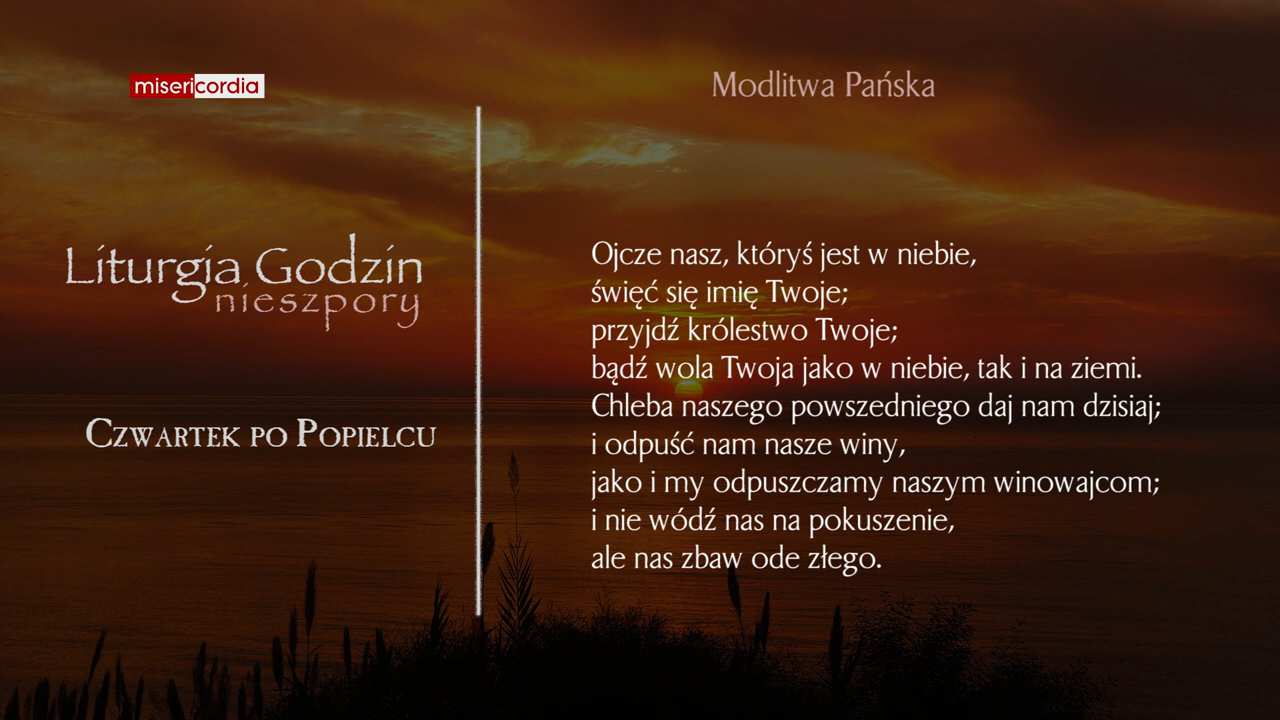 misericordia
Liturgia Godzin
nieszpory
Czwartek po Popielcu
Modlitwa Pańska
Ojcze nasz, któryś jest w niebie,
święć się imię Twoje;
przyjdź królestwo Twoje;
bądź wola Twoja jako w niebie, tak i na ziemi.
Chleba naszego powszedniego daj nam dzisiaj;
i odpuść nam nasze winy,
jako i my odpuszczamy naszym winowajcom;
i nie wódź nas na pokuszenie,
ale nas zbaw ode złego.